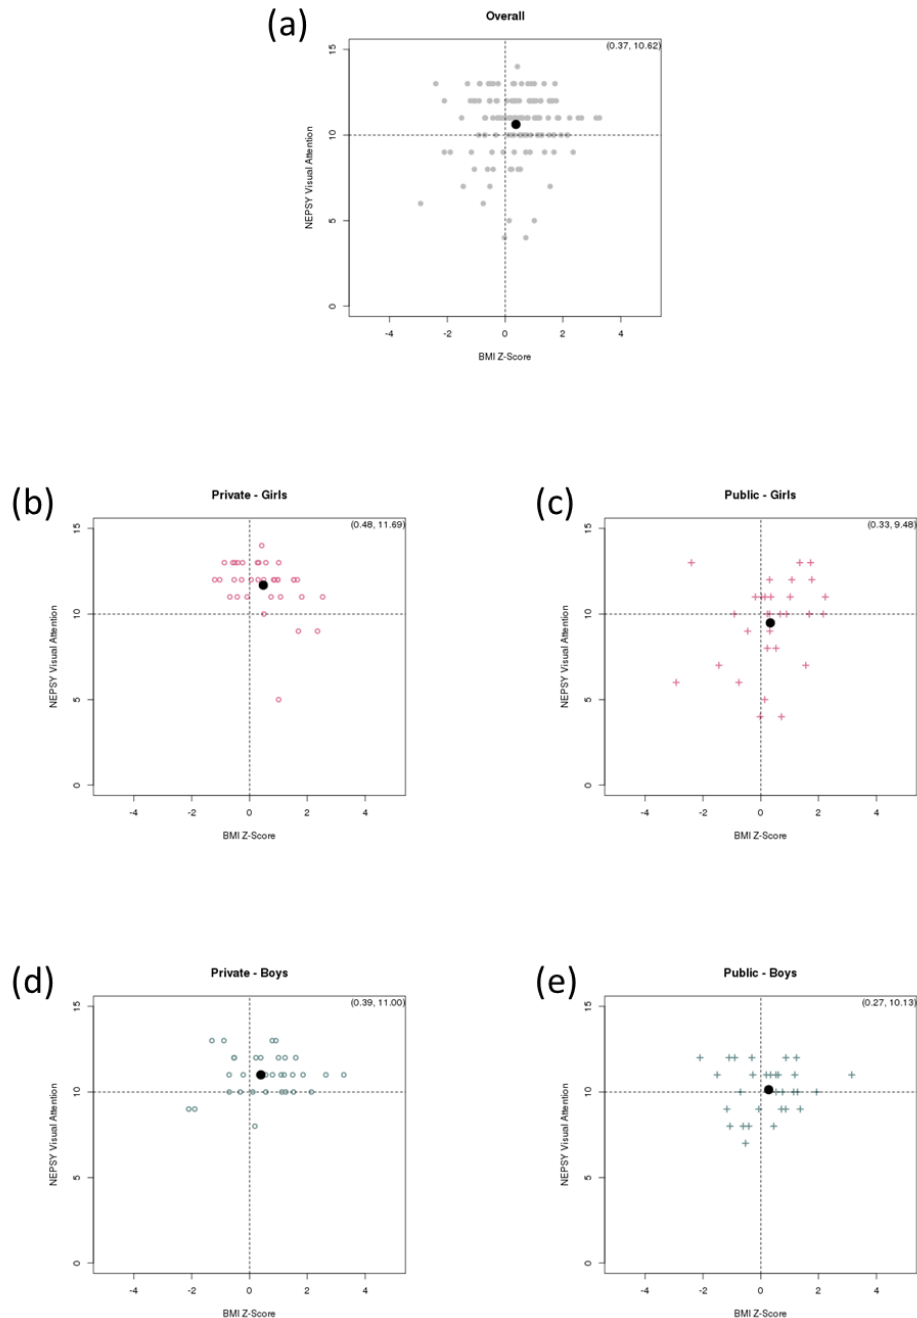 (a)
Overall
(0.37, 10.62)
15
10
5
0
NEPSY Visual Attention
-4 -2 0 2 4
BMI Z-Score
(b)
Private - Girls
(0.48, 11.69)
15
10
5
0
NEPSY Visual Attention
-4 -2 0 2 4
BMI Z-Score
(c)
Public - Girls
(0.33, 9.48)
15
10
5
0
NEPSY Visual Attention
-4 -2 0 2 4
BMI Z-Score
(d)
Private - Boys
(0.39, 11.00)
15
10
5
0
NEPSY Visual Attention
-4 -2 0 2 4
BMI Z-Score
(e)
Public - Boys
(0.27, 10.13)
15
10
5
0
NEPSY Visual Attention
-4 -2 0 2 4
BMI Z-Score